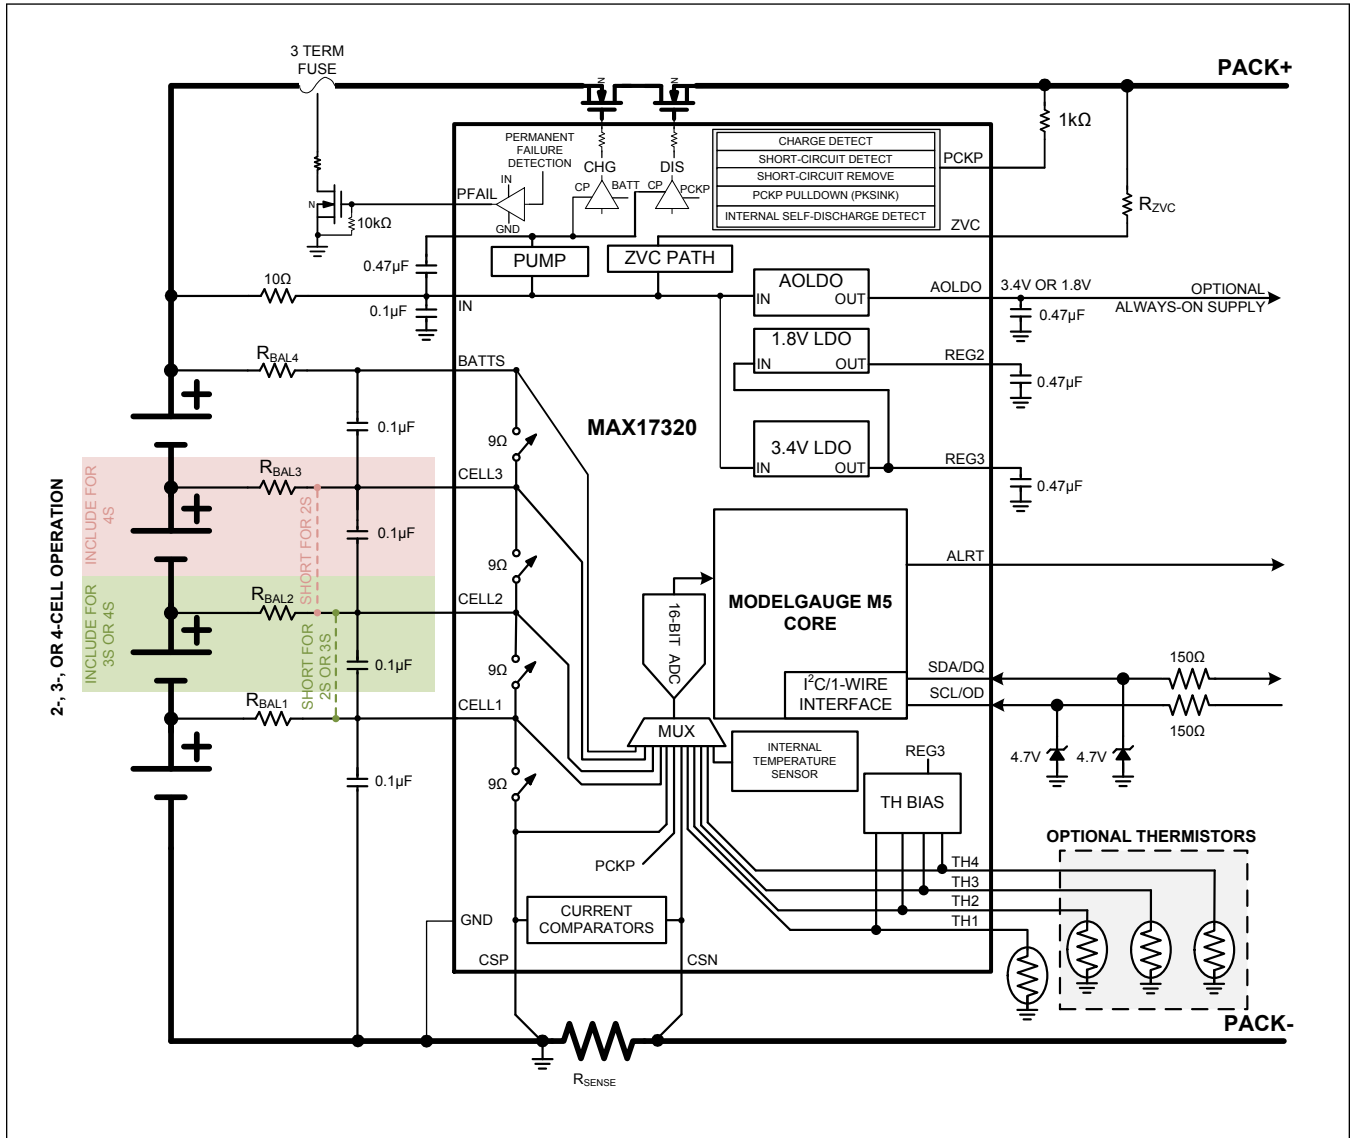 3 TERM
FUSE
PACK+
1kΩ
PERMANENT
FAILURE
DETECTION
CHARGE DETECT
SHORT-CIRCUIT DETECT
SHORT-CIRCUIT REMOVE
PCKP PULLDOWN (PKSINK)
INTERNAL SELF-DISCHARGE DETECT
PCKP
N
N
CHG
DIS
IN
CP
BATT
CP
PCKP
PFAIL
GND
N
10kΩ
ZVC
RZVC
0.47µF
PUMP
ZVC PATH
10Ω
0.1µF
IN
AOLDO
IN
OUT
AOLDO
3.4V OR 1.8V
OPTIONAL
ALWAYS-ON SUPPLY
0.47µF
1.8V LDO
IN
OUT
REG2
0.47µF
RBAL4
BATTS
+
0.1µF
9Ω
MAX17320
3.4V LDO
IN
OUT
REG3
0.47µF
RBAL3
CELL3
+
2-, 3-, OR 4-CELL OPERATION
INCLUDE FOR
4S
SHORT FOR 2S
0.1µF
9Ω
ALRT
RBAL2
CELL2
+
INCLUDE FOR
3S OR 4S
SHORT FOR
2S OR 3S
0.1µF
9Ω
16-BIT ADC
MODELGAUGE M5
CORE
I2C/1-WIRE
INTERFACE
SDA/DQ
SCL/OD
150Ω
150Ω
4.7V
4.7V
RBAL1
CELL1
+
0.1µF
9Ω
MUX
INTERNAL
TEMPERATURE
SENSOR
REG3
TH BIAS
OPTIONAL THERMISTORS
PCKP
TH4
TH3
TH2
TH1
GND
CURRENT
COMPARATORS
CSP
CSN
PACK-
RSENSE